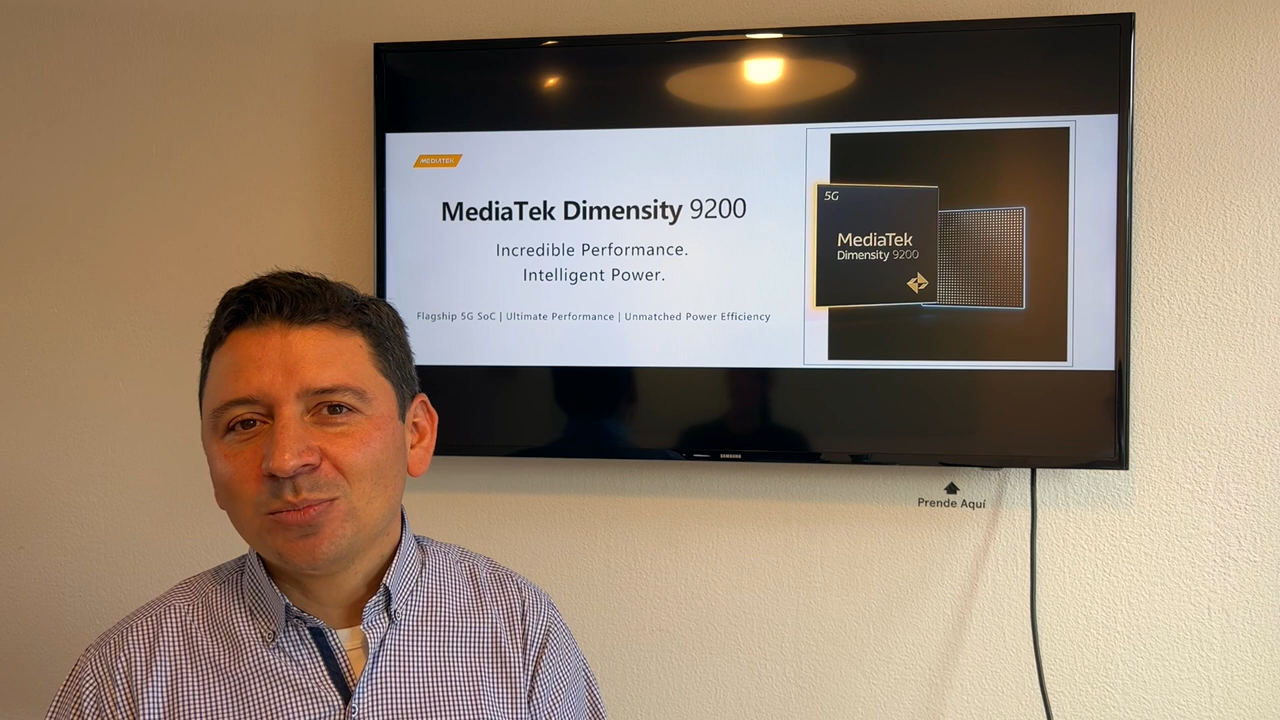 MEDIATEK
MediaTek Dimensity 9200
Incredible Performance.
Intelligent Power.
Flagship 5G SoC | Ultimate Performance | Unmatched Power Efficiency
5G
MediaTek
Dimensity 9200
SAMSUNG
Prende Aquí